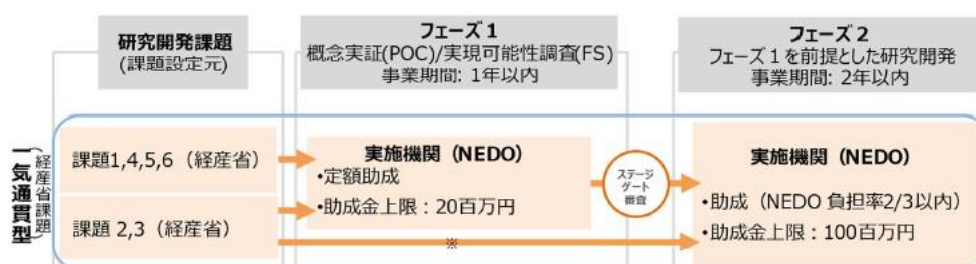 研究開発課題
(課題設定元)
フェーズ１
概念実証(POC)/実現可能性調査(FS)
事業期間: 1年以内
フェーズ２
フェーズ１を前提とした研究開発
事業期間: 2年以内
一気通貫型
(経産省課題)
課題1,4,5,6（経産省）
課題 2,3（経産省）
実施機関（NEDO）
•定額助成
•助成金上限：20百万円
ステージ
ゲート
審査
※
実施機関（NEDO）
•助成（NEDO 負担率2/3以内）
•助成金上限：100百万円